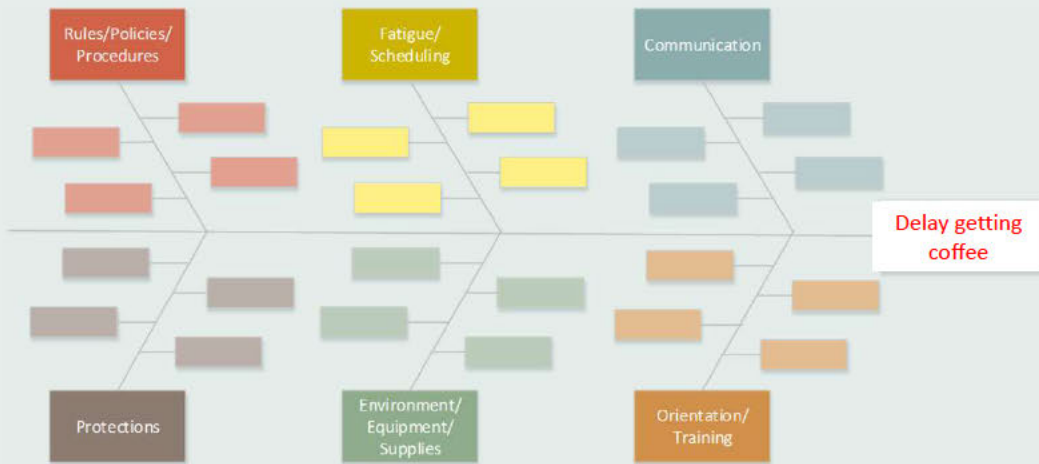 Rules/Policies/
Procedures
Fatigue/
Scheduling
Communication
Delay getting
coffee
Protections
Environment/
Equipment/
Supplies
Orientation/
Training